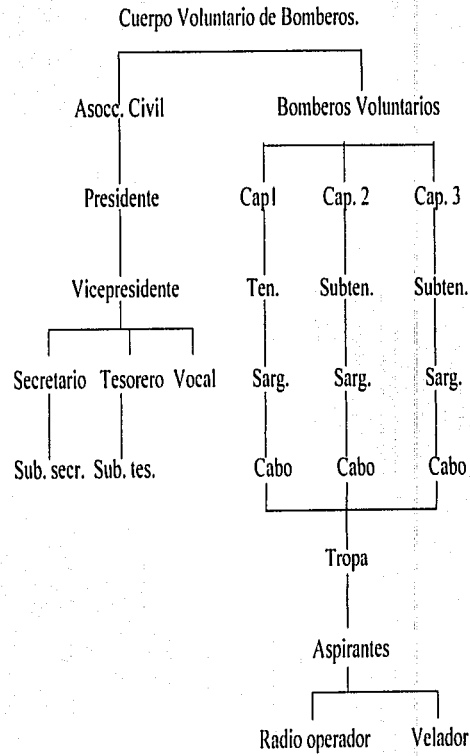 Cuerpo Voluntario de Bomberos.
Asocc. Civil Bomberos Voluntarios
Presidente Cap1 Cap. 2 Cap. 3
Vicepresidente Ten. Subten. Subten.
Secretario Tesorero Vocal Sarg. Sarg. Sarg.
Sub. secr. Sub. tes. Cabo Cabo Cabo
Tropa
Aspirantes
Radio operador Velador